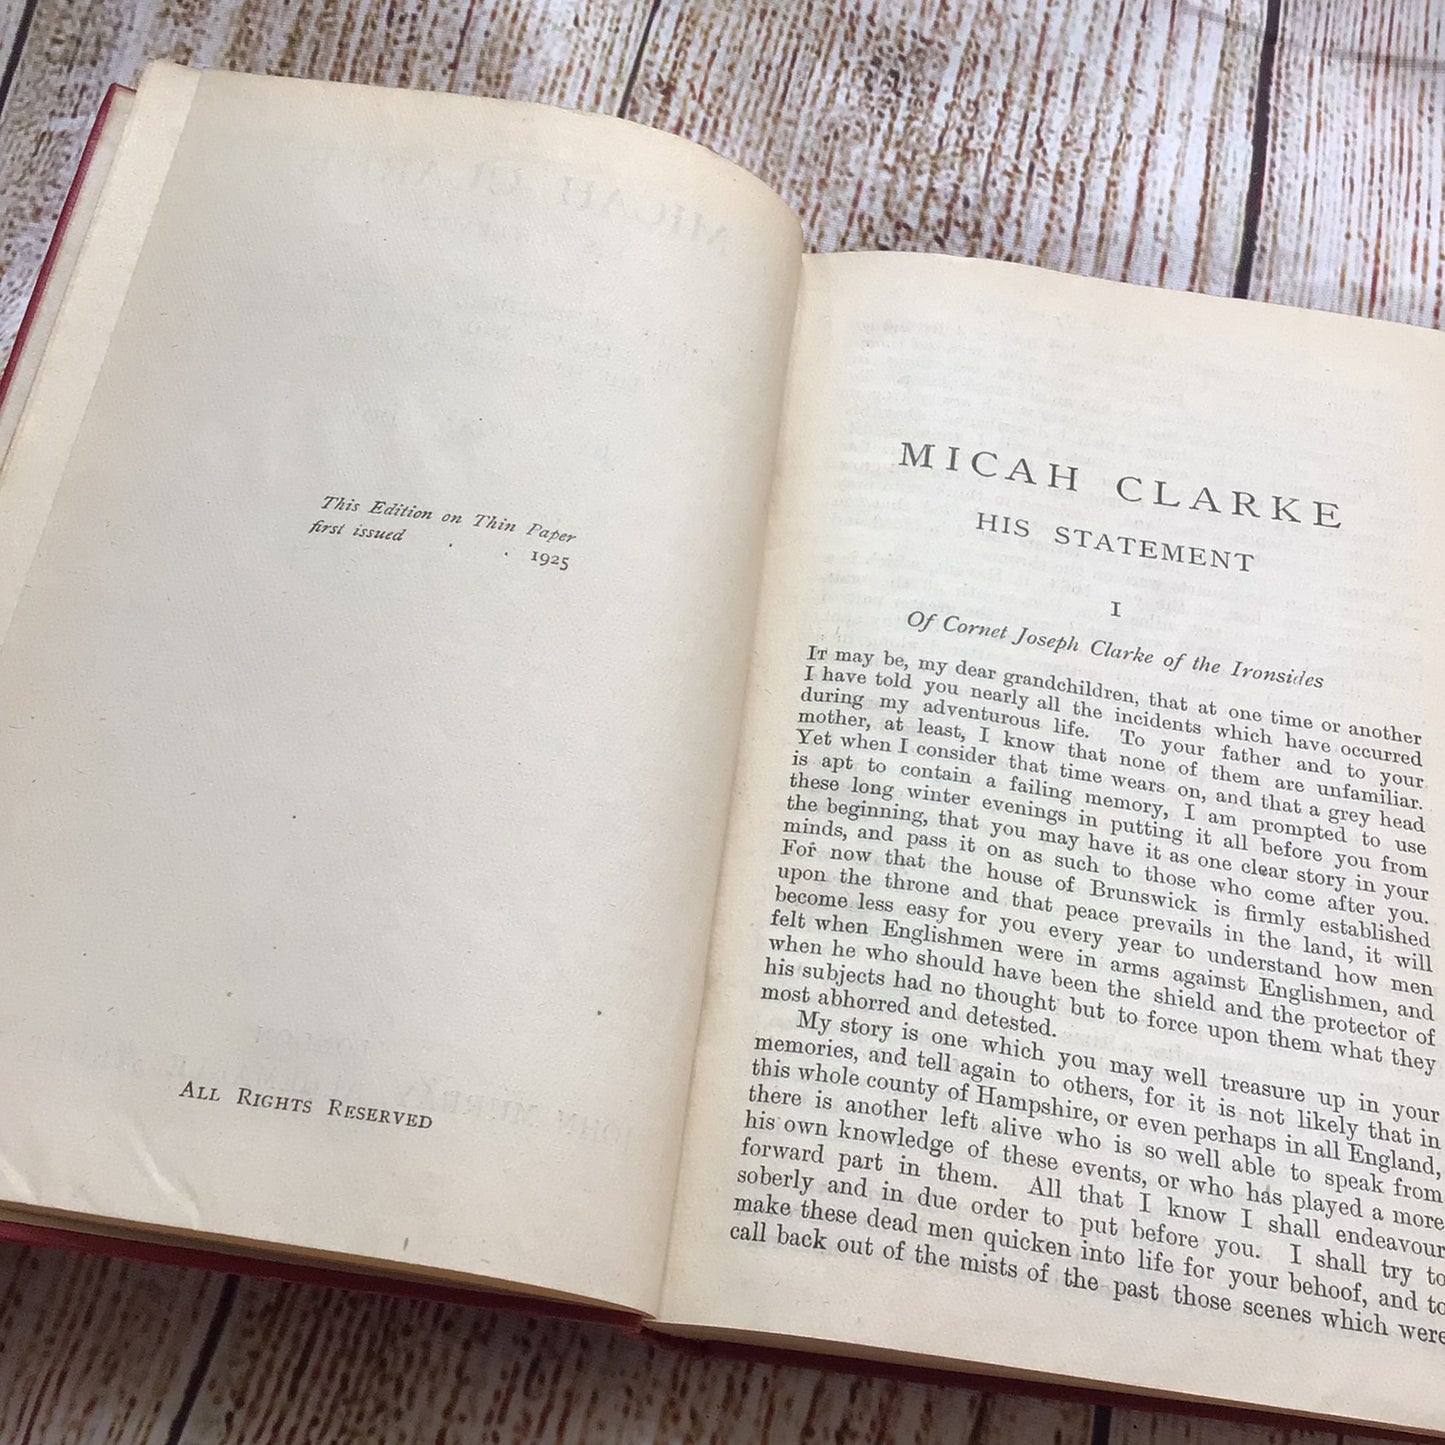 This Edition on Thin Paper
first issued . . 1925
ALL RIGHTS RESERVED
MICAH CLARKE
HIS STATEMENT
I
Of Cornet Joseph Clarke of the Ironsides
IT may be, my dear grandchildren, that at one time or another
I have told you nearly all the incidents which have occurred
during my adventurous life. To your father and to your
mother, at least, I know that none of them are unfamiliar.
Yet when I consider that time wears on, and that a grey head
is apt to contain a failing memory, I am prompted to use
these long winter evenings in putting it all before you from
the beginning, that you may have it as one clear story in your
minds, and pass it on as such to those who come after you.
For now that the house of Brunswick is firmly established
upon the throne and that peace prevails in the land, it will
become less easy for you every year to understand how men
felt when Englishmen were in arms against Englishmen, and
when he who should have been the shield and the protector of
his subjects had no thought but to force upon them what they
most abhorred and detested.
My story is one which you may well treasure up in your
memories, and tell again to others, for it is not likely that in
this whole county of Hampshire, or even perhaps in all England,
there is another left alive who is so well able to speak from
his own knowledge of these events, or who has played a more
forward part in them. All that I know I shall endeavour
soberly and in due order to put before you. I shall try to
make these dead men quicken into life for your behoof, and to
call back out of the mists of the past those scenes which were